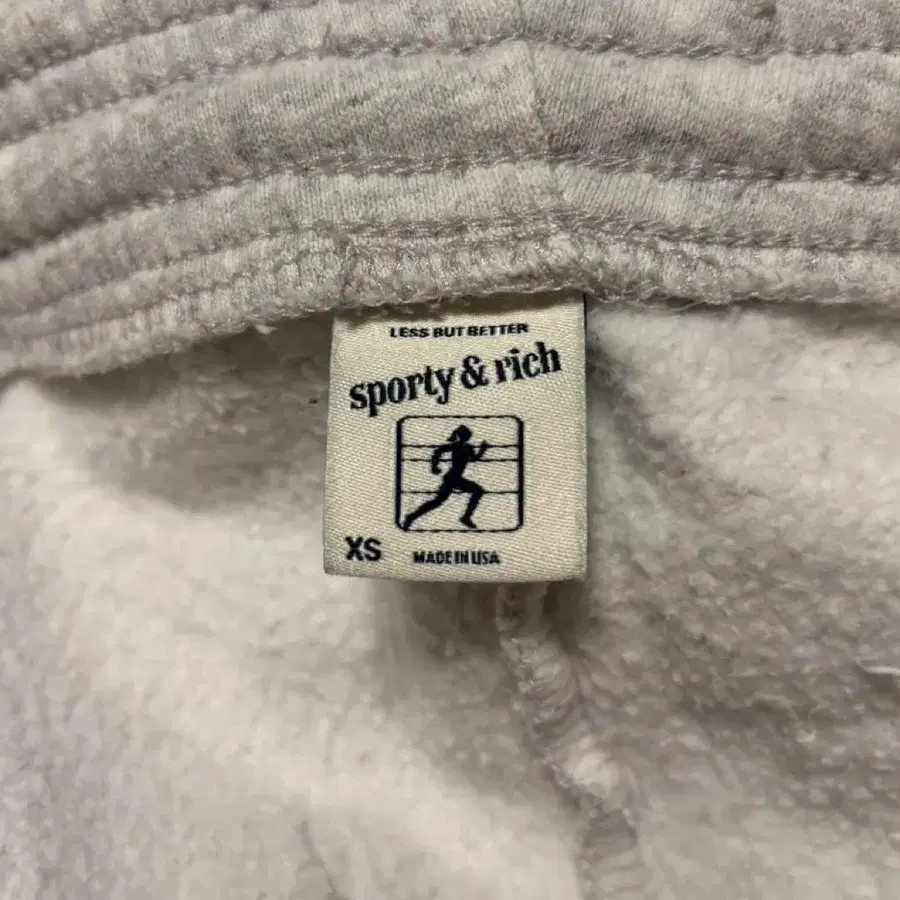 LESS BUT BETTER
sporty & rich
XS
MADE IN USA